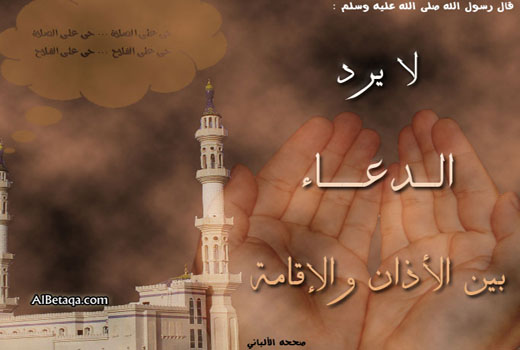 قال رسول الله صلى الله عليه وسلم :
حي على الصلاة ... حي على الصلاة
حي على الفلاح ... حي على الفلاح
لا يرد
الدعاء
بين الأذان والإقامة
AlBetaqa.com
صححه الألباني